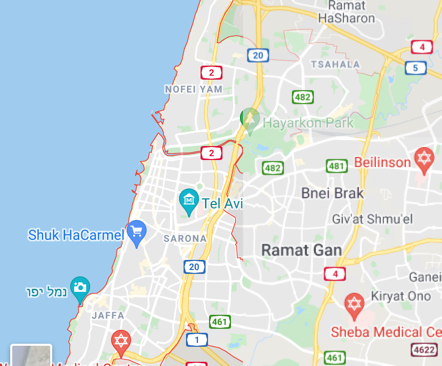 Ramat
HaSharon
4
20
5
TSAHALA
2
NOFEI YAM
482
Hayarkon Park
2
482
481
Beilinson
Bnei Brak
Tel Avi
Giv'at Shmu'el
Shuk HaCarmel
SARONA
Ramat Gan
20
4
Ganei
נמל יפו
Kiryat Ono
JAFFA
461
Sheba Medical Ce
1
461
4622
Medical